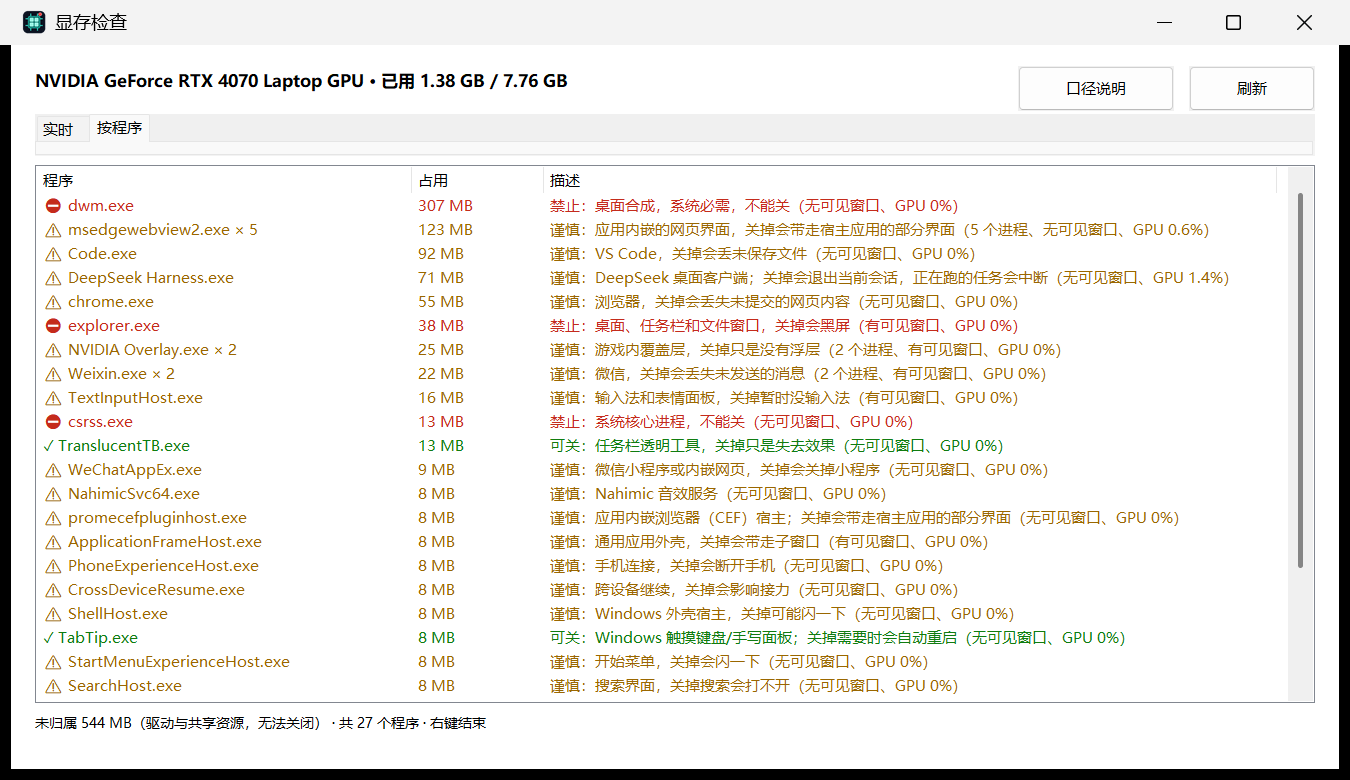 显存检查
NVIDIA GeForce RTX 4070 Laptop GPU • 已用 1.38 GB / 7.76 GB
口径说明 刷新
实时 按程序
程序 占用 描述
dwm.exe 307 MB 禁止：桌面合成，系统必需，不能关（无可见窗口、GPU 0%）
msedgewebview2.exe × 5 123 MB 谨慎：应用内嵌的网页界面，关掉会带走宿主应用的部分界面（5 个进程、无可见窗口、GPU 0.6%）
Code.exe 92 MB 谨慎：VS Code，关掉会丢未保存文件（无可见窗口、GPU 0%）
DeepSeek Harness.exe 71 MB 谨慎：DeepSeek 桌面客户端；关掉会退出当前会话，正在跑的任务会中断（无可见窗口、GPU 1.4%）
chrome.exe 55 MB 谨慎：浏览器，关掉会丢失未提交的网页内容（无可见窗口、GPU 0%）
explorer.exe 38 MB 禁止：桌面、任务栏和文件窗口，关掉会黑屏（有可见窗口、GPU 0%）
NVIDIA Overlay.exe × 2 25 MB 谨慎：游戏内覆盖层，关掉只是没有浮层（2 个进程、有可见窗口、GPU 0%）
Weixin.exe × 2 22 MB 谨慎：微信，关掉会丢失未发送的消息（2 个进程、有可见窗口、GPU 0%）
TextInputHost.exe 16 MB 谨慎：输入法和表情面板，关掉暂时没输入法（有可见窗口、GPU 0%）
csrss.exe 13 MB 禁止：系统核心进程，不能关（无可见窗口、GPU 0%）
✓ TranslucentTB.exe 13 MB 可关：任务栏透明工具，关掉只是失去效果（无可见窗口、GPU 0%）
WeChatAppEx.exe 9 MB 谨慎：微信小程序或内嵌网页，关掉会关掉小程序（无可见窗口、GPU 0%）
NahimicSvc64.exe 8 MB 谨慎：Nahimic 音效服务（无可见窗口、GPU 0%）
promecefpluginhost.exe 8 MB 谨慎：应用内嵌浏览器（CEF）宿主；关掉会带走宿主应用的部分界面（无可见窗口、GPU 0%）
ApplicationFrameHost.exe 8 MB 谨慎：通用应用外壳，关掉会带走子窗口（有可见窗口、GPU 0%）
PhoneExperienceHost.exe 8 MB 谨慎：手机连接，关掉会断开手机（无可见窗口、GPU 0%）
CrossDeviceResume.exe 8 MB 谨慎：跨设备继续，关掉会影响接力（无可见窗口、GPU 0%）
ShellHost.exe 8 MB 谨慎：Windows 外壳宿主，关掉可能闪一下（无可见窗口、GPU 0%）
✓ TabTip.exe 8 MB 可关：Windows 触摸键盘/手写面板；关掉需要时会自动重启（无可见窗口、GPU 0%）
StartMenuExperienceHost.exe 8 MB 谨慎：开始菜单，关掉会闪一下（无可见窗口、GPU 0%）
SearchHost.exe 8 MB 谨慎：搜索界面，关掉搜索会打不开（无可见窗口、GPU 0%）
未归属 544 MB（驱动与共享资源，无法关闭） · 共 27 个程序 · 右键结束